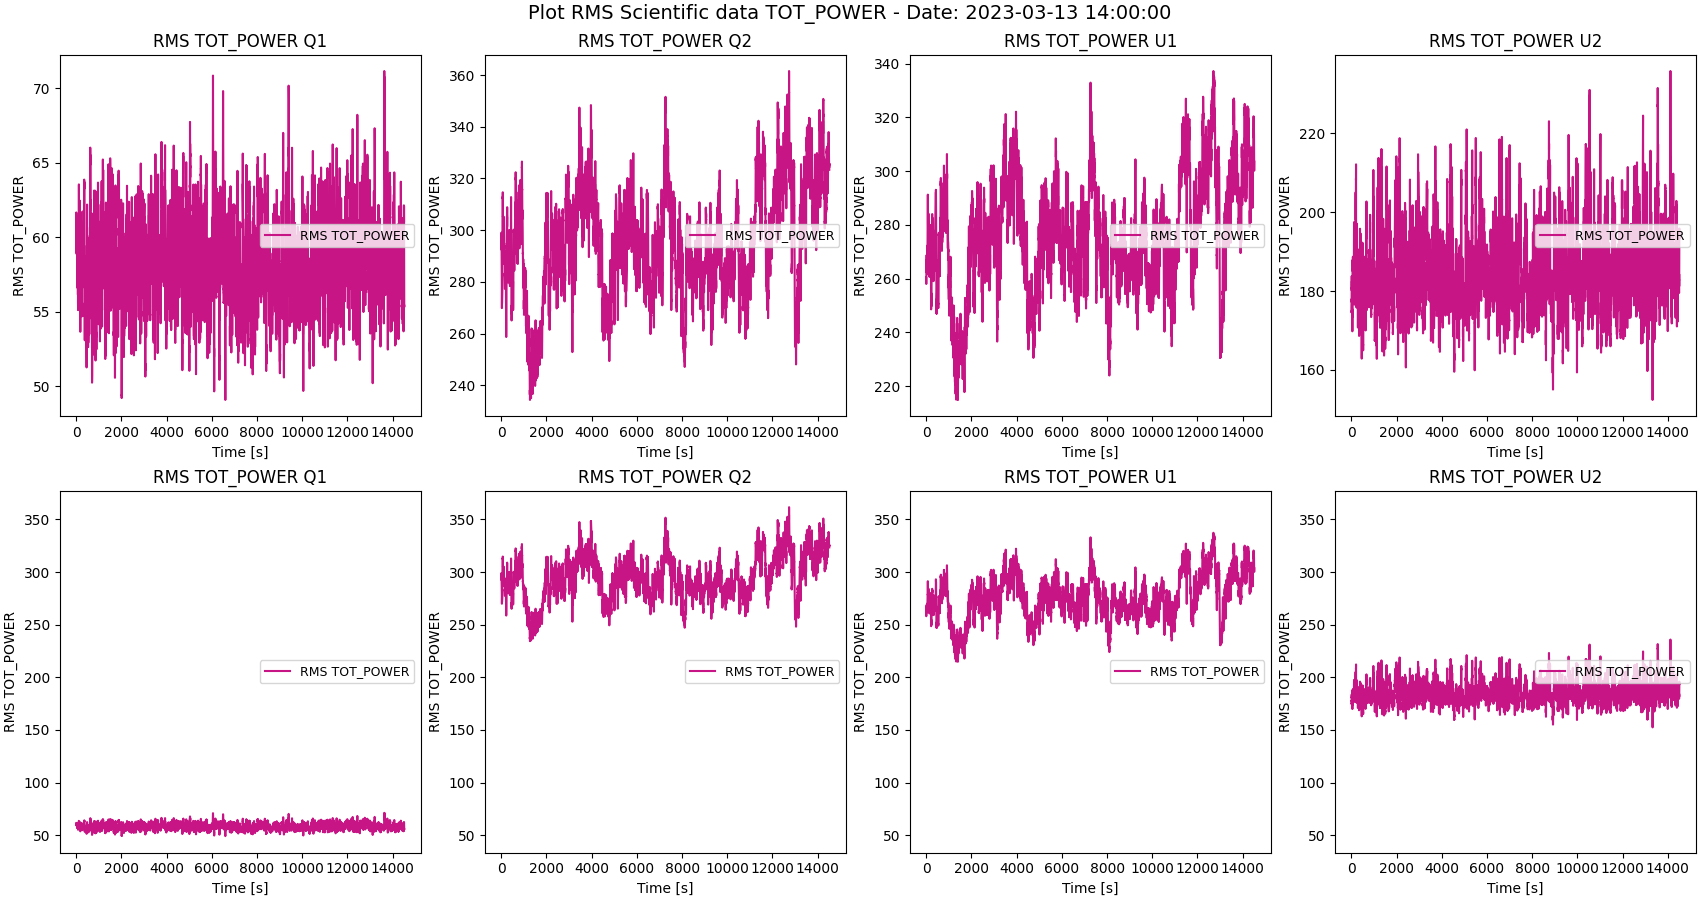 Plot RMS Scientific data TOT_POWER - Date: 2023-03-13 14:00:00
RMS TOT_POWER Q1
RMS TOT_POWER
70
65
60
55
50
RMS TOT_POWER
0 2000 4000 6000 8000 10000 12000 14000
Time [s]
RMS TOT_POWER Q2
RMS TOT_POWER
360
340
320
300
280
260
240
RMS TOT_POWER
0 2000 4000 6000 8000 10000 12000 14000
Time [s]
RMS TOT_POWER U1
RMS TOT_POWER
340
320
300
280
260
240
220
RMS TOT_POWER
0 2000 4000 6000 8000 10000 12000 14000
Time [s]
RMS TOT_POWER U2
RMS TOT_POWER
220
200
180
160
RMS TOT_POWER
0 2000 4000 6000 8000 10000 12000 14000
Time [s]
RMS TOT_POWER Q1
RMS TOT_POWER
350
300
250
200
150
100
50
RMS TOT_POWER
0 2000 4000 6000 8000 10000 12000 14000
Time [s]
RMS TOT_POWER Q2
RMS TOT_POWER
350
300
250
200
150
100
50
RMS TOT_POWER
0 2000 4000 6000 8000 10000 12000 14000
Time [s]
RMS TOT_POWER U1
RMS TOT_POWER
350
300
250
200
150
100
50
RMS TOT_POWER
0 2000 4000 6000 8000 10000 12000 14000
Time [s]
RMS TOT_POWER U2
RMS TOT_POWER
350
300
250
200
150
100
50
RMS TOT_POWER
0 2000 4000 6000 8000 10000 12000 14000
Time [s]